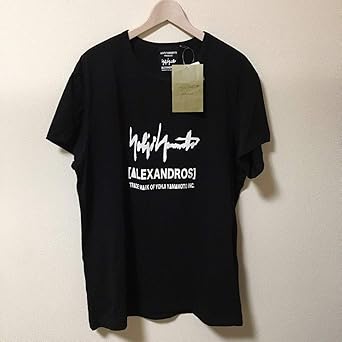 Yohji Yamamoto
[ALEXANDROS]
TRADE MARK OF YOHJI YAMAMOTO INC.